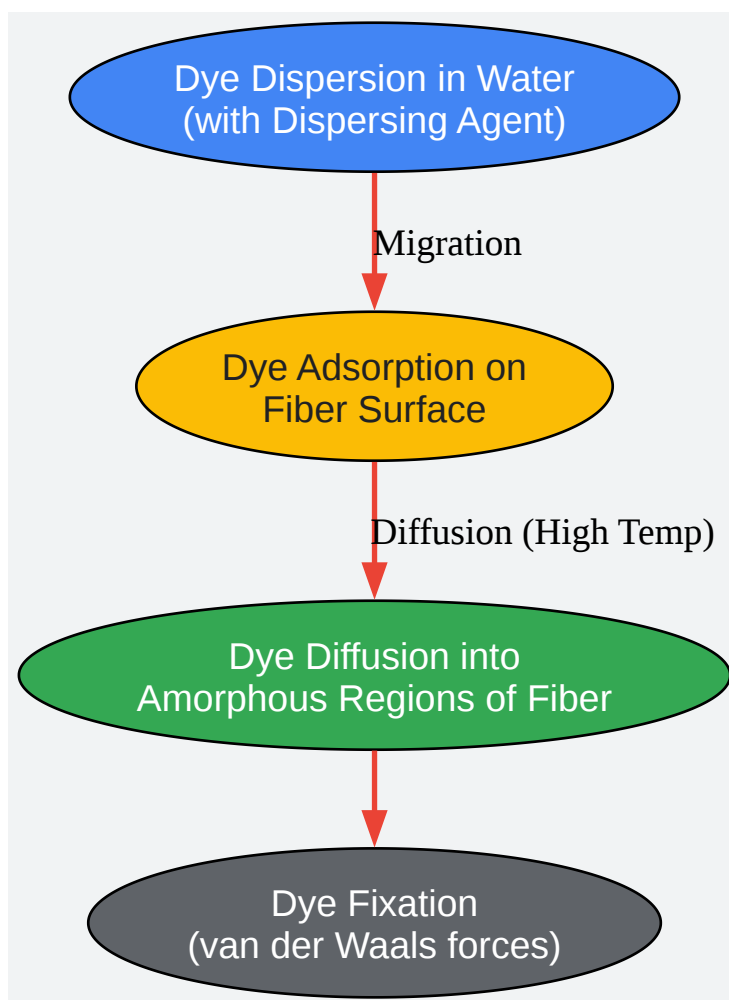 Dye Dispersion in Water
(with Dispersing Agent)
Migration
Dye Adsorption on
Fiber Surface
Diffusion (High Temp)
Dye Diffusion into
Amorphous Regions of Fiber
Dye Fixation
(van der Waals forces)